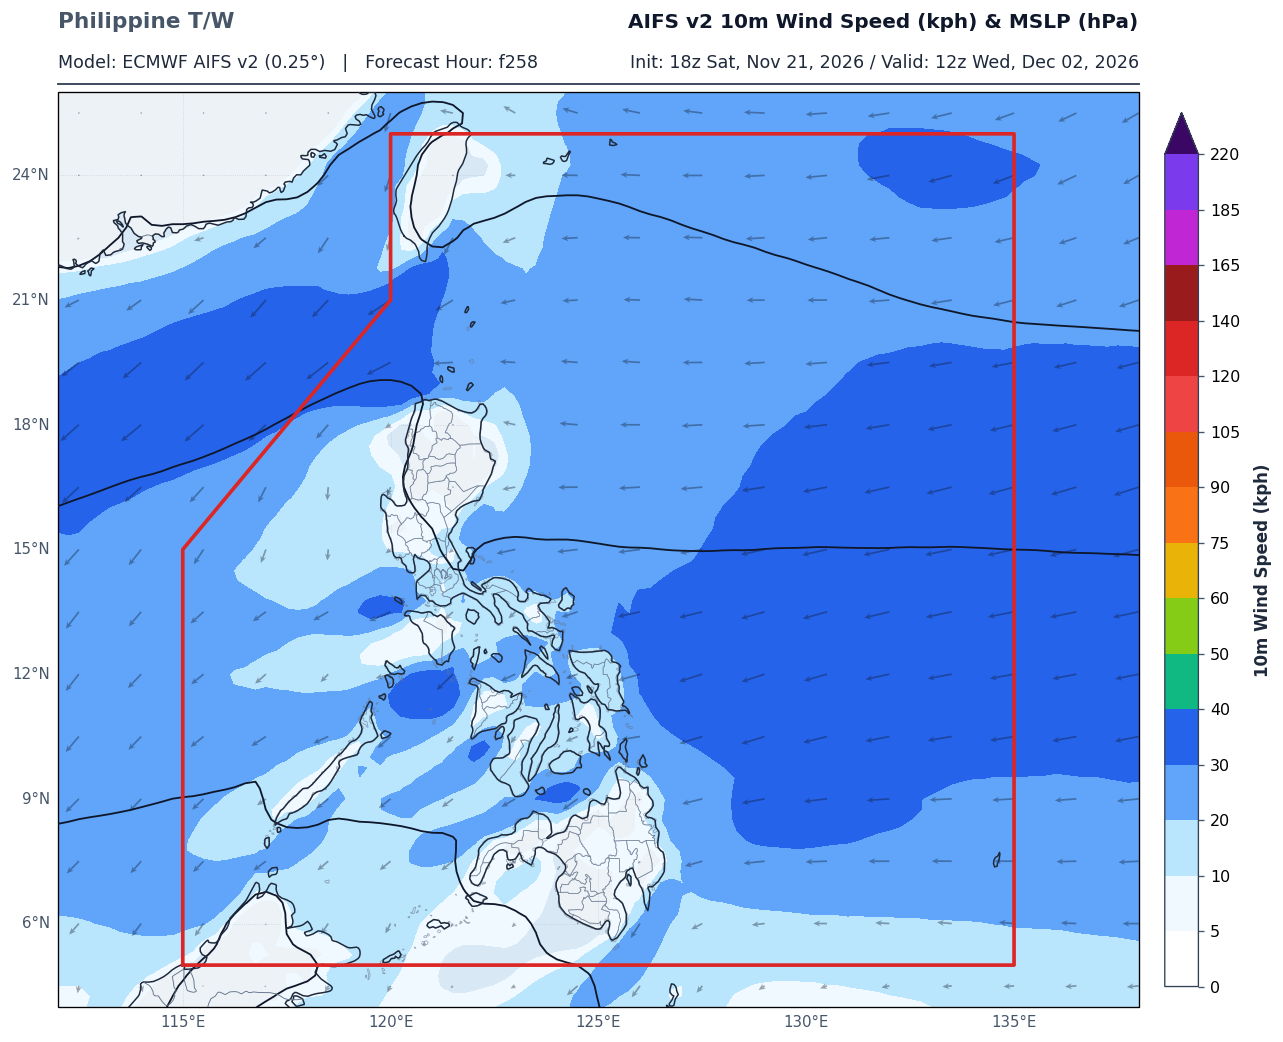 Philippine T/W
AIFS v2 10m Wind Speed (kph) & MSLP (hPa)
Model: ECMWF AIFS v2 (0.25°) | Forecast Hour: f258
Init: 18z Sat, Nov 21, 2026 / Valid: 12z Wed, Dec 02, 2026
24°N
21°N
18°N
15°N
12°N
9°N
6°N
115°E
120°E
125°E
130°E
135°E
220
185
165
140
120
105
90
75
60
50
40
30
20
10
5
0
10m Wind Speed (kph)